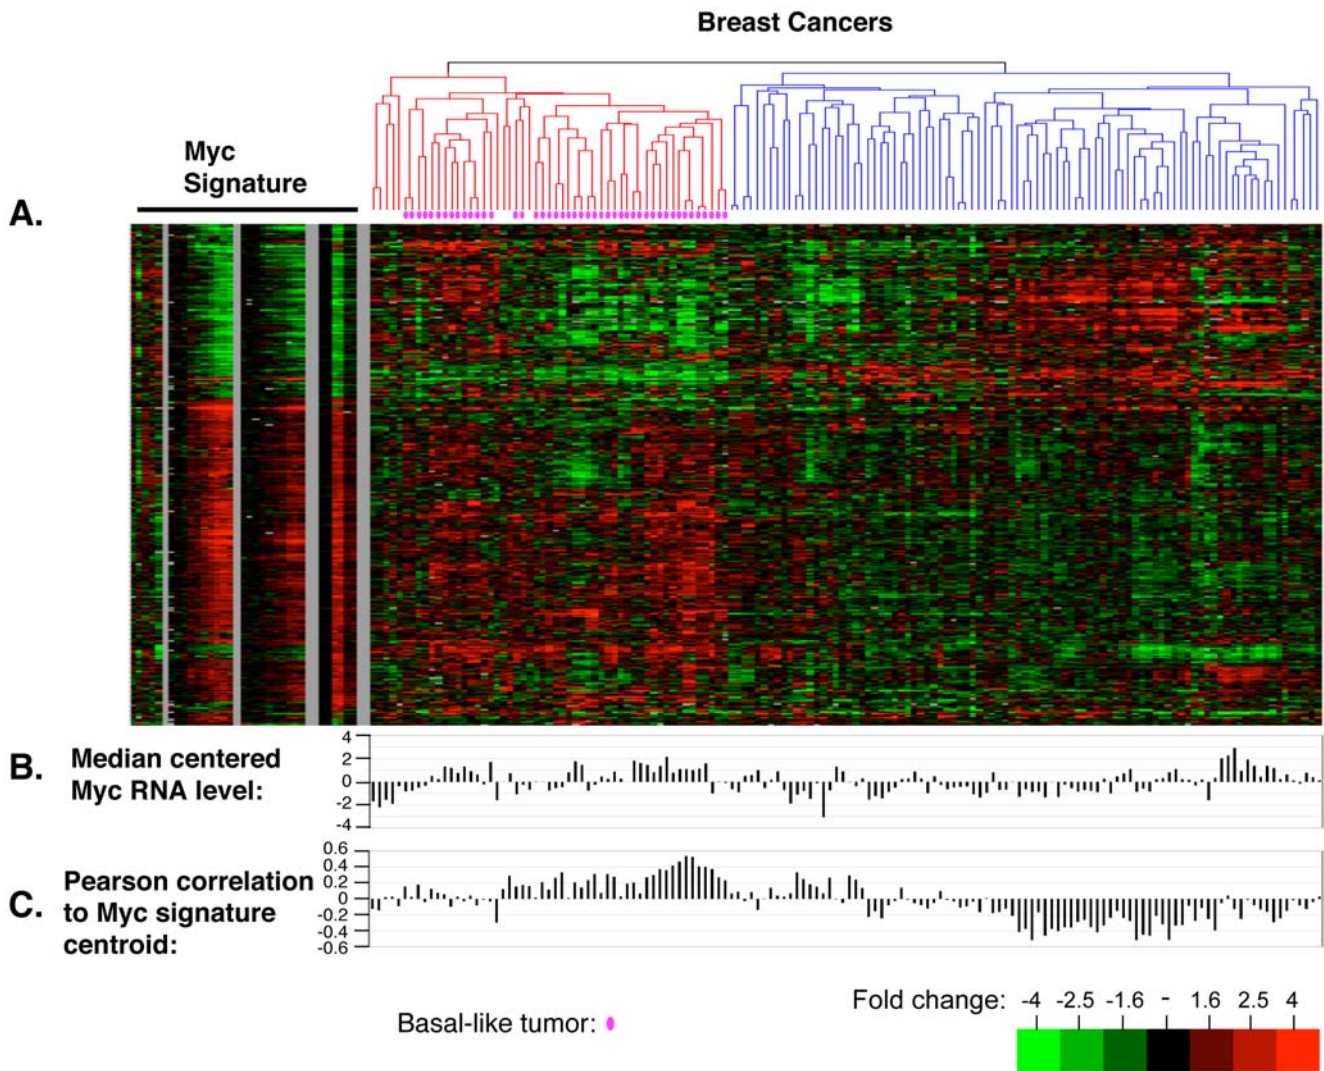 Breast Cancers
Myc
Signature
A.
B.
Median centered
Myc RNA level:
4
2
0
-2
-4
C.
Pearson correlation
to Myc signature
centroid:
0.6
0.4
0.2
0
-0.2
-0.4
-0.6
Basal-like tumor:
Fold change: -4 -2.5 -1.6 - 1.6 2.5 4